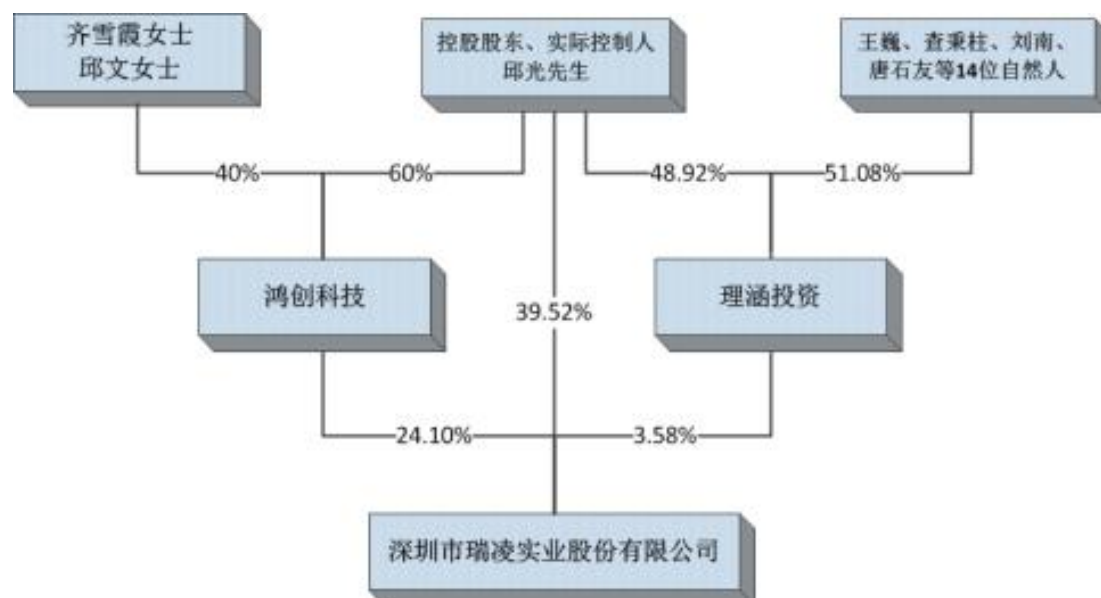 齐雪霞女士
邱文女士
控股股东、实际控制人
邱光先生
王巍、查秉柱、刘南、
唐石友等14位自然人
40%
60%
48.92%
51.08%
鸿创科技
理涵投资
39.52%
24.10%
3.58%
深圳市瑞凌实业股份有限公司